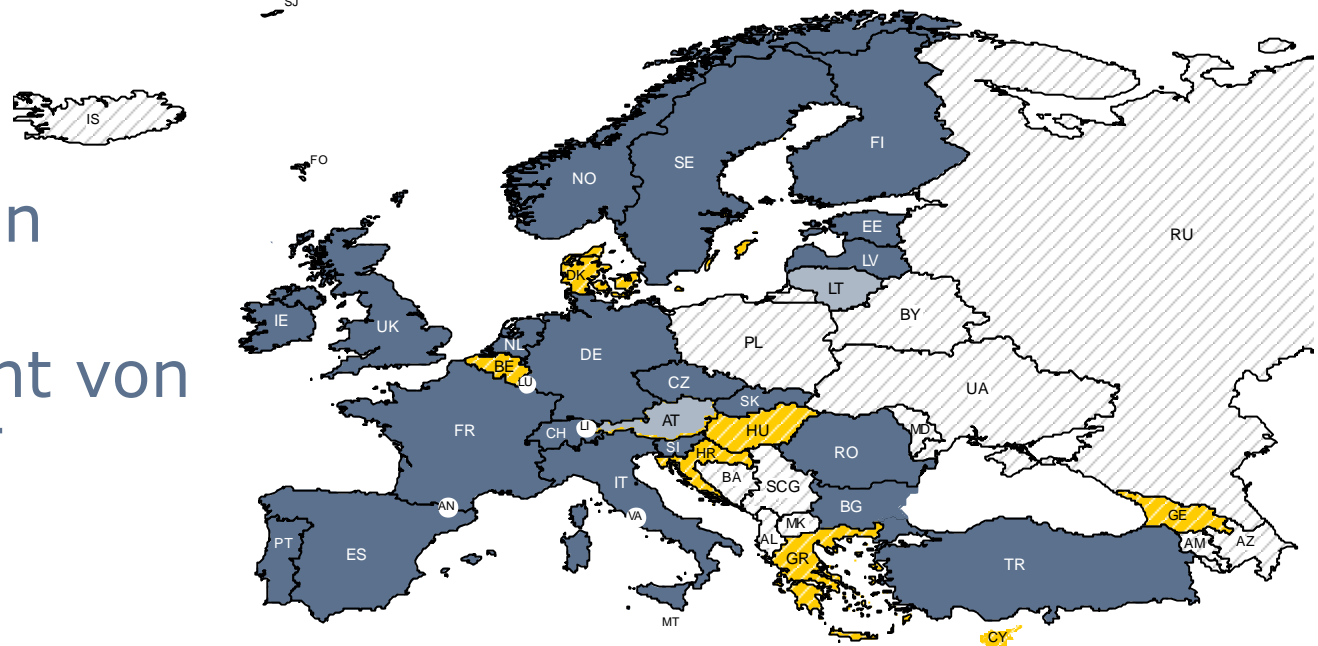 SJ
IS
FO
n
nt von
NO
SE
FI
RU
EE
LV
LT
DK
BY
IE
UK
NL
DE
PL
BE
LU
CZ
UA
SK
FR
CH
LI
AT
HU
MD
SI
HR
RO
IT
BA
SCG
AN
VA
BG
MK
GE
PT
ES
AL
GR
AM
AZ
TR
MT
CY